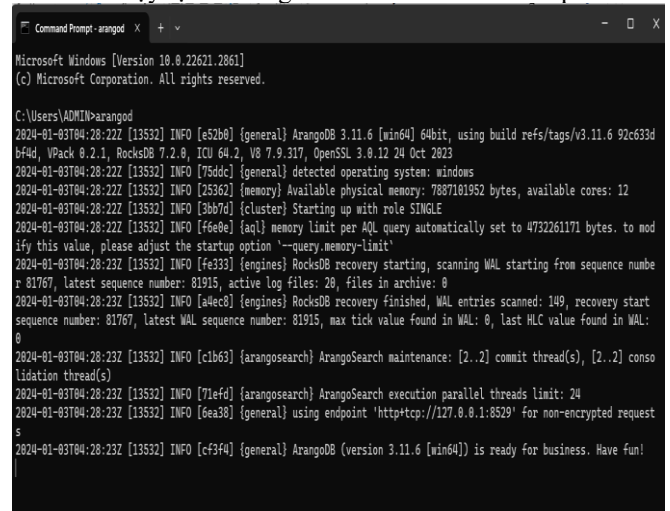 Command Prompt - arangod
Microsoft Windows [Version 10.0.22621.2861]
(c) Microsoft Corporation. All rights reserved.
C:\Users\ADMIN>arangod
2024-01-03T04:28:22Z [13532] INFO [e52b0] {general} ArangoDB 3.11.6 [win64] 64bit, using build refs/tags/v3.11.6 92c633d
bf4d, VPack 0.2.1, RocksDB 7.2.0, ICU 64.2, V8 7.9.317, OpenSSL 3.0.12 24 Oct 2023
2024-01-03T04:28:22Z [13532] INFO [75ddc] {general} detected operating system: windows
2024-01-03T04:28:22Z [13532] INFO [25362] {memory} Available physical memory: 7887101952 bytes, available cores: 12
2024-01-03T04:28:22Z [13532] INFO [3bb7d] {cluster} Starting up with role SINGLE
2024-01-03T04:28:22Z [13532] INFO [f6e0e] {aql} memory limit per AQL query automatically set to 4732261171 bytes. to mod
ify this value, please adjust the startup option `--query.memory-limit`
2024-01-03T04:28:23Z [13532] INFO [fe333] {engines} RocksDB recovery starting, scanning WAL starting from sequence numbe
r 81767, latest sequence number: 81915, active log files: 20, files in archive: 0
2024-01-03T04:28:23Z [13532] INFO [a4ec8] {engines} RocksDB recovery finished, WAL entries scanned: 149, recovery start
sequence number: 81767, latest WAL sequence number: 81915, max tick value found in WAL: 0, last HLC value found in WAL:
0
2024-01-03T04:28:23Z [13532] INFO [c1b63] {arangosearch} ArangoSearch maintenance: [2..2] commit thread(s), [2..2] conso
lidation thread(s)
2024-01-03T04:28:23Z [13532] INFO [71efd] {arangosearch} ArangoSearch execution parallel threads limit: 24
2024-01-03T04:28:23Z [13532] INFO [6ea38] {general} using endpoint 'http+tcp://127.0.0.1:8529' for non-encrypted request
s
2024-01-03T04:28:23Z [13532] INFO [cf3f4] {general} ArangoDB (version 3.11.6 [win64]) is ready for business. Have fun!